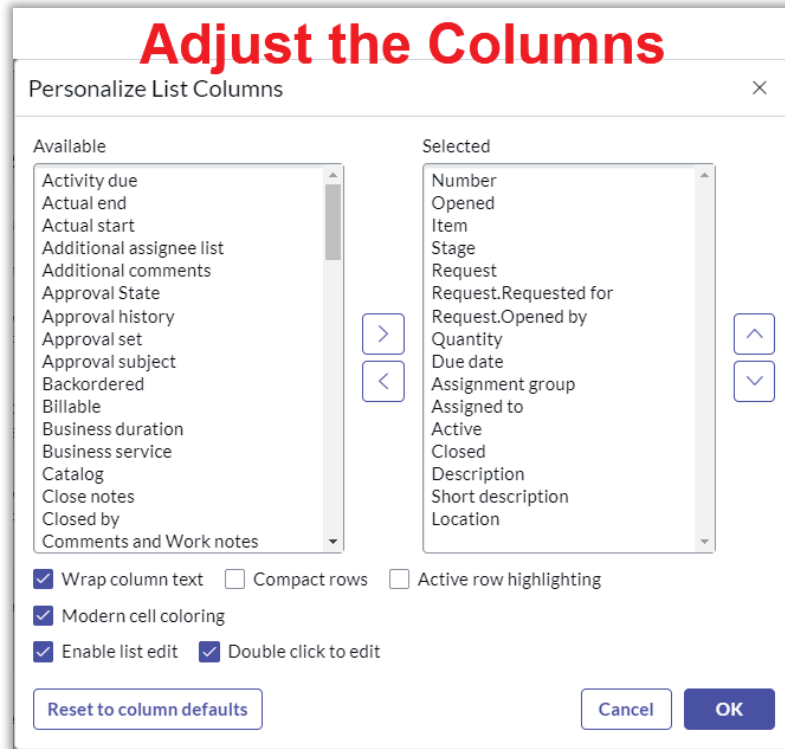 Adjust the Columns
Personalize List Columns
Available
Activity due
Actual end
Actual start
Additional assignee list
Additional comments
Approval State
Approval history
Approval set
Approval subject
Backordered
Billable
Business duration
Business service
Catalog
Close notes
Closed by
Comments and Work notes
Selected
Number
Opened
Item
Stage
Request
Request.Requested for
Request.Opened by
Quantity
Due date
Assignment group
Assigned to
Active
Closed
Description
Short description
Location
Wrap column text Compact rows Active row highlighting
Modern cell coloring
Enable list edit Double click to edit
Reset to column defaults Cancel OK